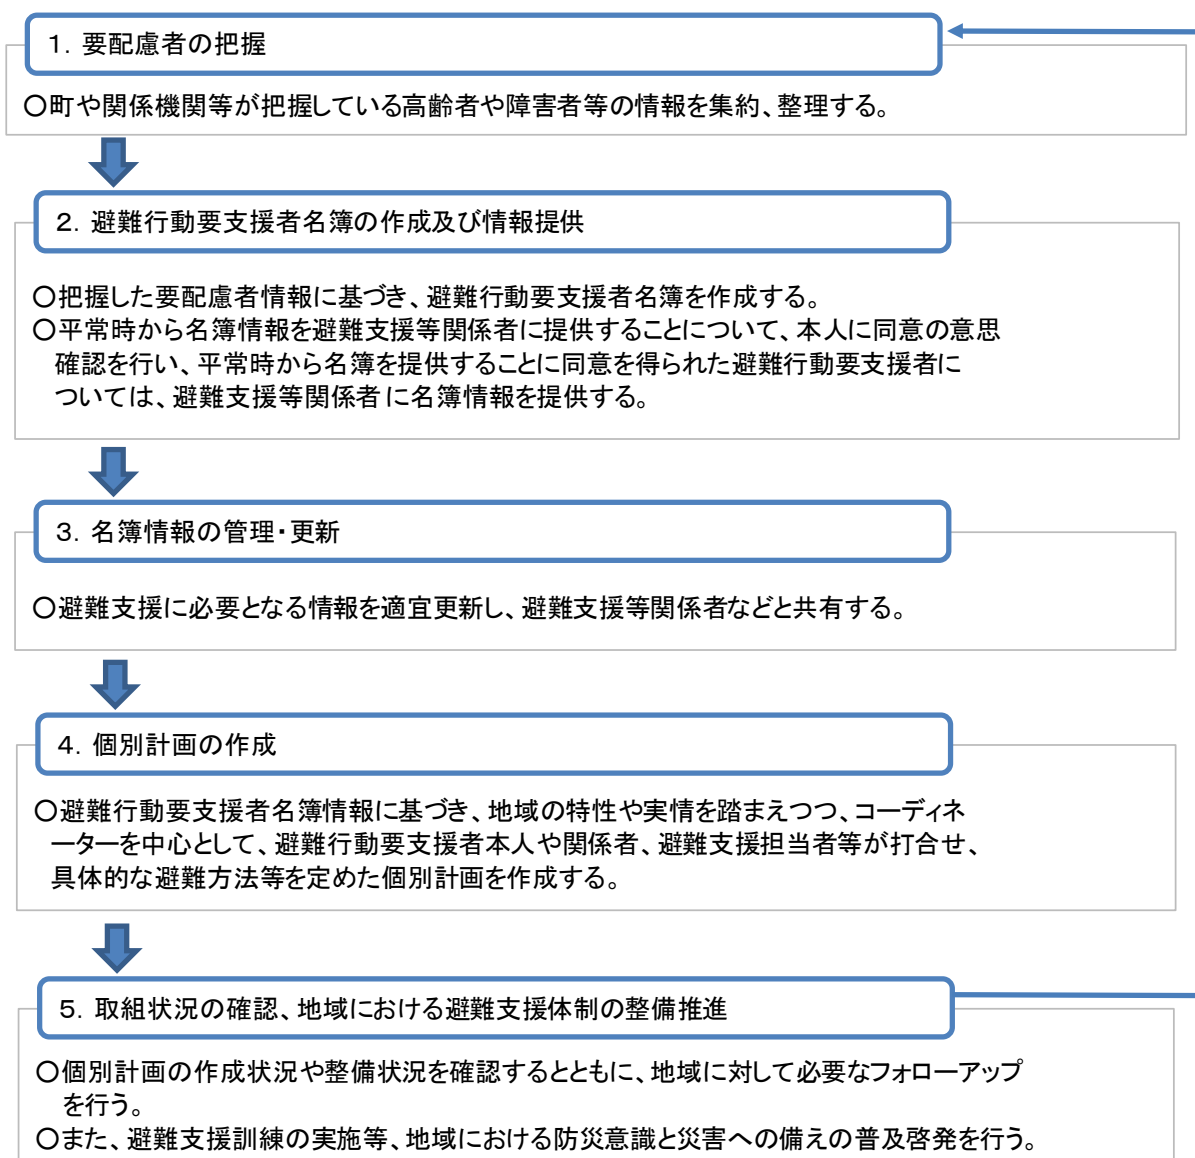 １．要配慮者の把握
○町や関係機関等が把握している高齢者や障害者等の情報を集約、整理する。
２．避難行動要支援者名簿の作成及び情報提供
○把握した要配慮者情報に基づき、避難行動要支援者名簿を作成する。
○平常時から名簿情報を避難支援等関係者に提供することについて、本人に同意の意思
確認を行い、平常時から名簿を提供することに同意を得られた避難行動要支援者に
ついては、避難支援等関係者に名簿情報を提供する。
３．名簿情報の管理・更新
○避難支援に必要となる情報を適宜更新し、避難支援等関係者などと共有する。
４．個別計画の作成
○避難行動要支援者名簿情報に基づき、地域の特性や実情を踏まえつつ、コーディネ
ーターを中心として、避難行動要支援者本人や関係者、避難支援担当者等が打合せ、
具体的な避難方法等を定めた個別計画を作成する。
５．取組状況の確認、地域における避難支援体制の整備推進
○個別計画の作成状況や整備状況を確認するとともに、地域に対して必要なフォローアップ
を行う。
○また、避難支援訓練の実施等、地域における防災意識と災害への備えの普及啓発を行う。